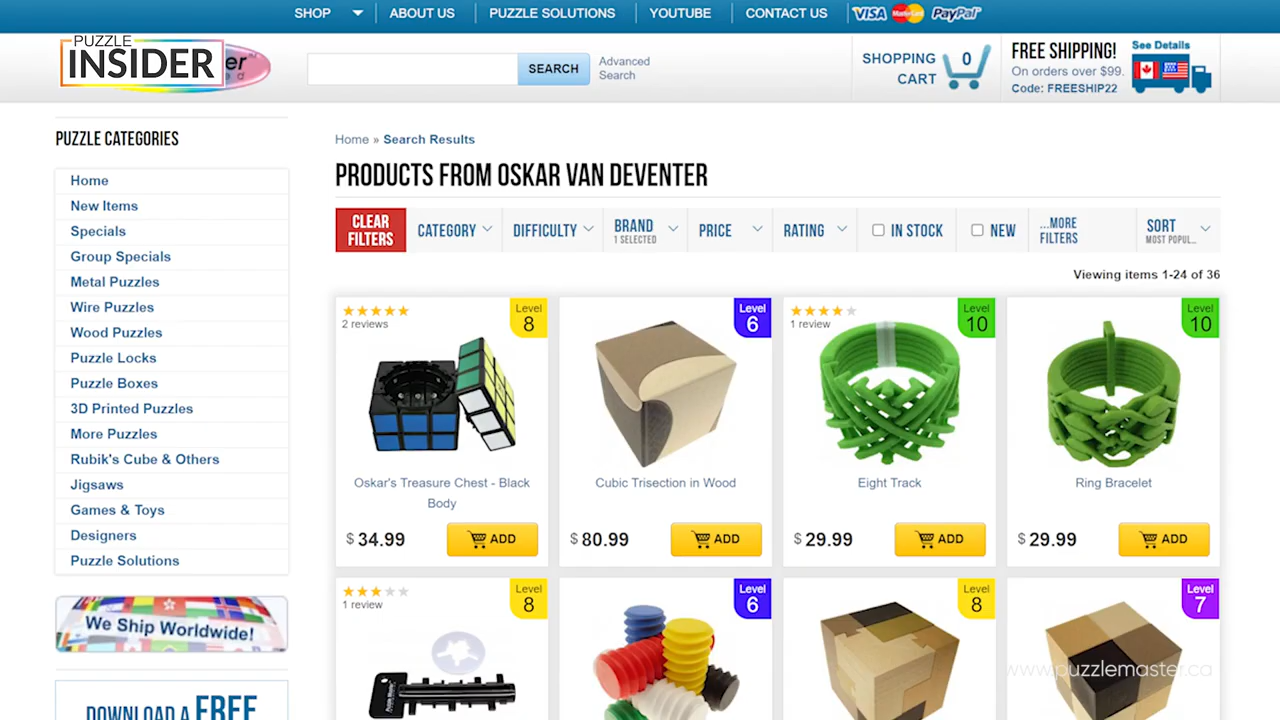 SHOP
ABOUT US
PUZZLE SOLUTIONS
YOUTUBE
CONTACT US
VISA MasterCard PayPal
PUZZLE
INSIDER
SEARCH
Advanced
Search
SHOPPING
CART
0
FREE SHIPPING!
On orders over $99.
Code: FREESHIP22
See Details
PUZZLE CATEGORIES
Home
New Items
Specials
Group Specials
Metal Puzzles
Wire Puzzles
Wood Puzzles
Puzzle Locks
Puzzle Boxes
3D Printed Puzzles
More Puzzles
Rubik's Cube & Others
Jigsaws
Games & Toys
Designers
Puzzle Solutions
We Ship Worldwide!
DOWNLOAD A FREE
Home » Search Results
PRODUCTS FROM OSKAR VAN DEVENTER
CLEAR
FILTERS
CATEGORY
DIFFICULTY
BRAND
1 SELECTED
PRICE
RATING
IN STOCK
NEW
...MORE
FILTERS
SORT
MOST POPUL...
Viewing items 1-24 of 36
2 reviews
Level
8
Oskar's Treasure Chest - Black
Body
$ 34.99
ADD
Level
6
Cubic Trisection in Wood
$ 80.99
ADD
1 review
Level
10
Eight Track
$ 29.99
ADD
Level
10
Ring Bracelet
$ 29.99
ADD
1 review
Level
8
Level
6
Level
8
Level
7
www.puzzlemaster.ca